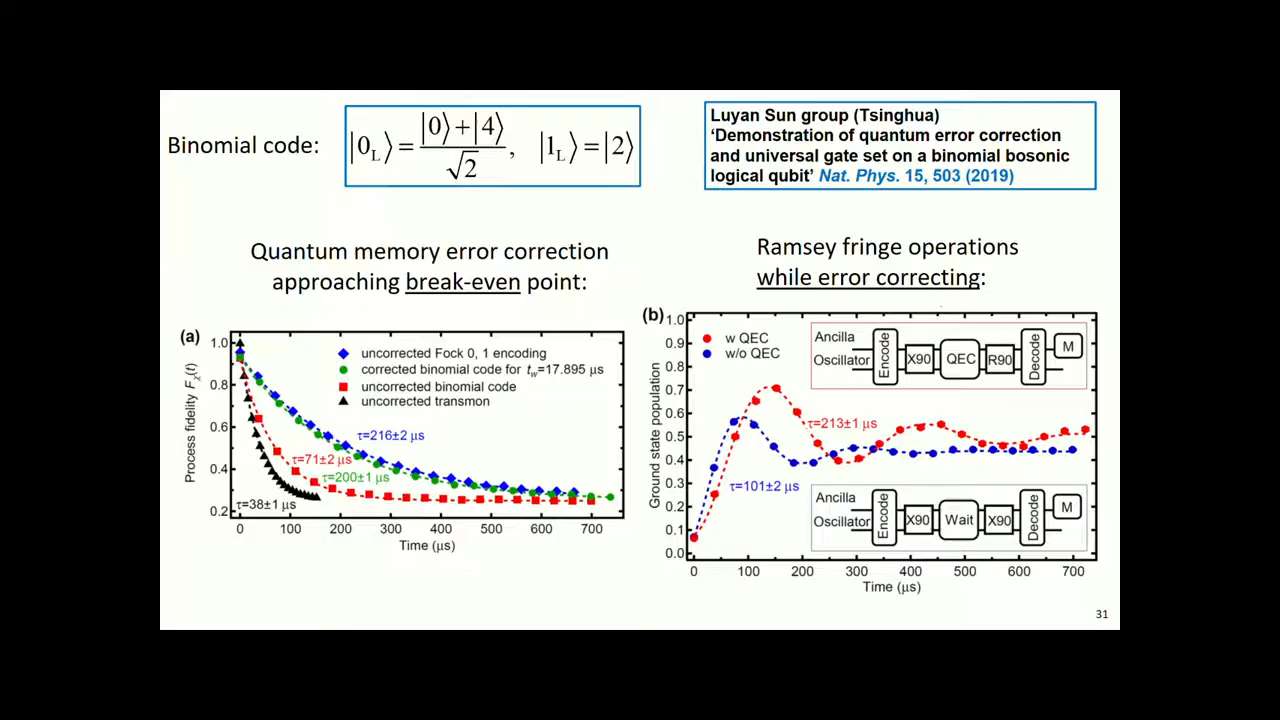 Binomial code:
|0_L⟩ = (|0⟩+|4⟩)/√2, |1_L⟩ = |2⟩
Luyan Sun group (Tsinghua)
‘Demonstration of quantum error correction
and universal gate set on a binomial bosonic
logical qubit’ Nat. Phys. 15, 503 (2019)
Quantum memory error correction
approaching break-even point:
Ramsey fringe operations
while error correcting:
(a)
Process fidelity Fχ(t)
1.0
0.8
0.6
0.4
0.2
uncorrected Fock 0, 1 encoding
corrected binomial code for tw=17.895 μs
uncorrected binomial code
uncorrected transmon
τ=216±2 μs
τ=71±2 μs
τ=200±1 μs
τ=38±1 μs
0 100 200 300 400 500 600 700
Time (μs)
(b)
Ground state population
1.0
0.9
0.8
0.7
0.6
0.5
0.4
0.3
0.2
0.1
0.0
w QEC
w/o QEC
Ancilla
Oscillator
Encode
X90
QEC
R90
Decode
M
τ=213±1 μs
τ=101±2 μs
Ancilla
Oscillator
Encode
X90
Wait
X90
Decode
M
0 100 200 300 400 500 600 700
Time (μs)
31